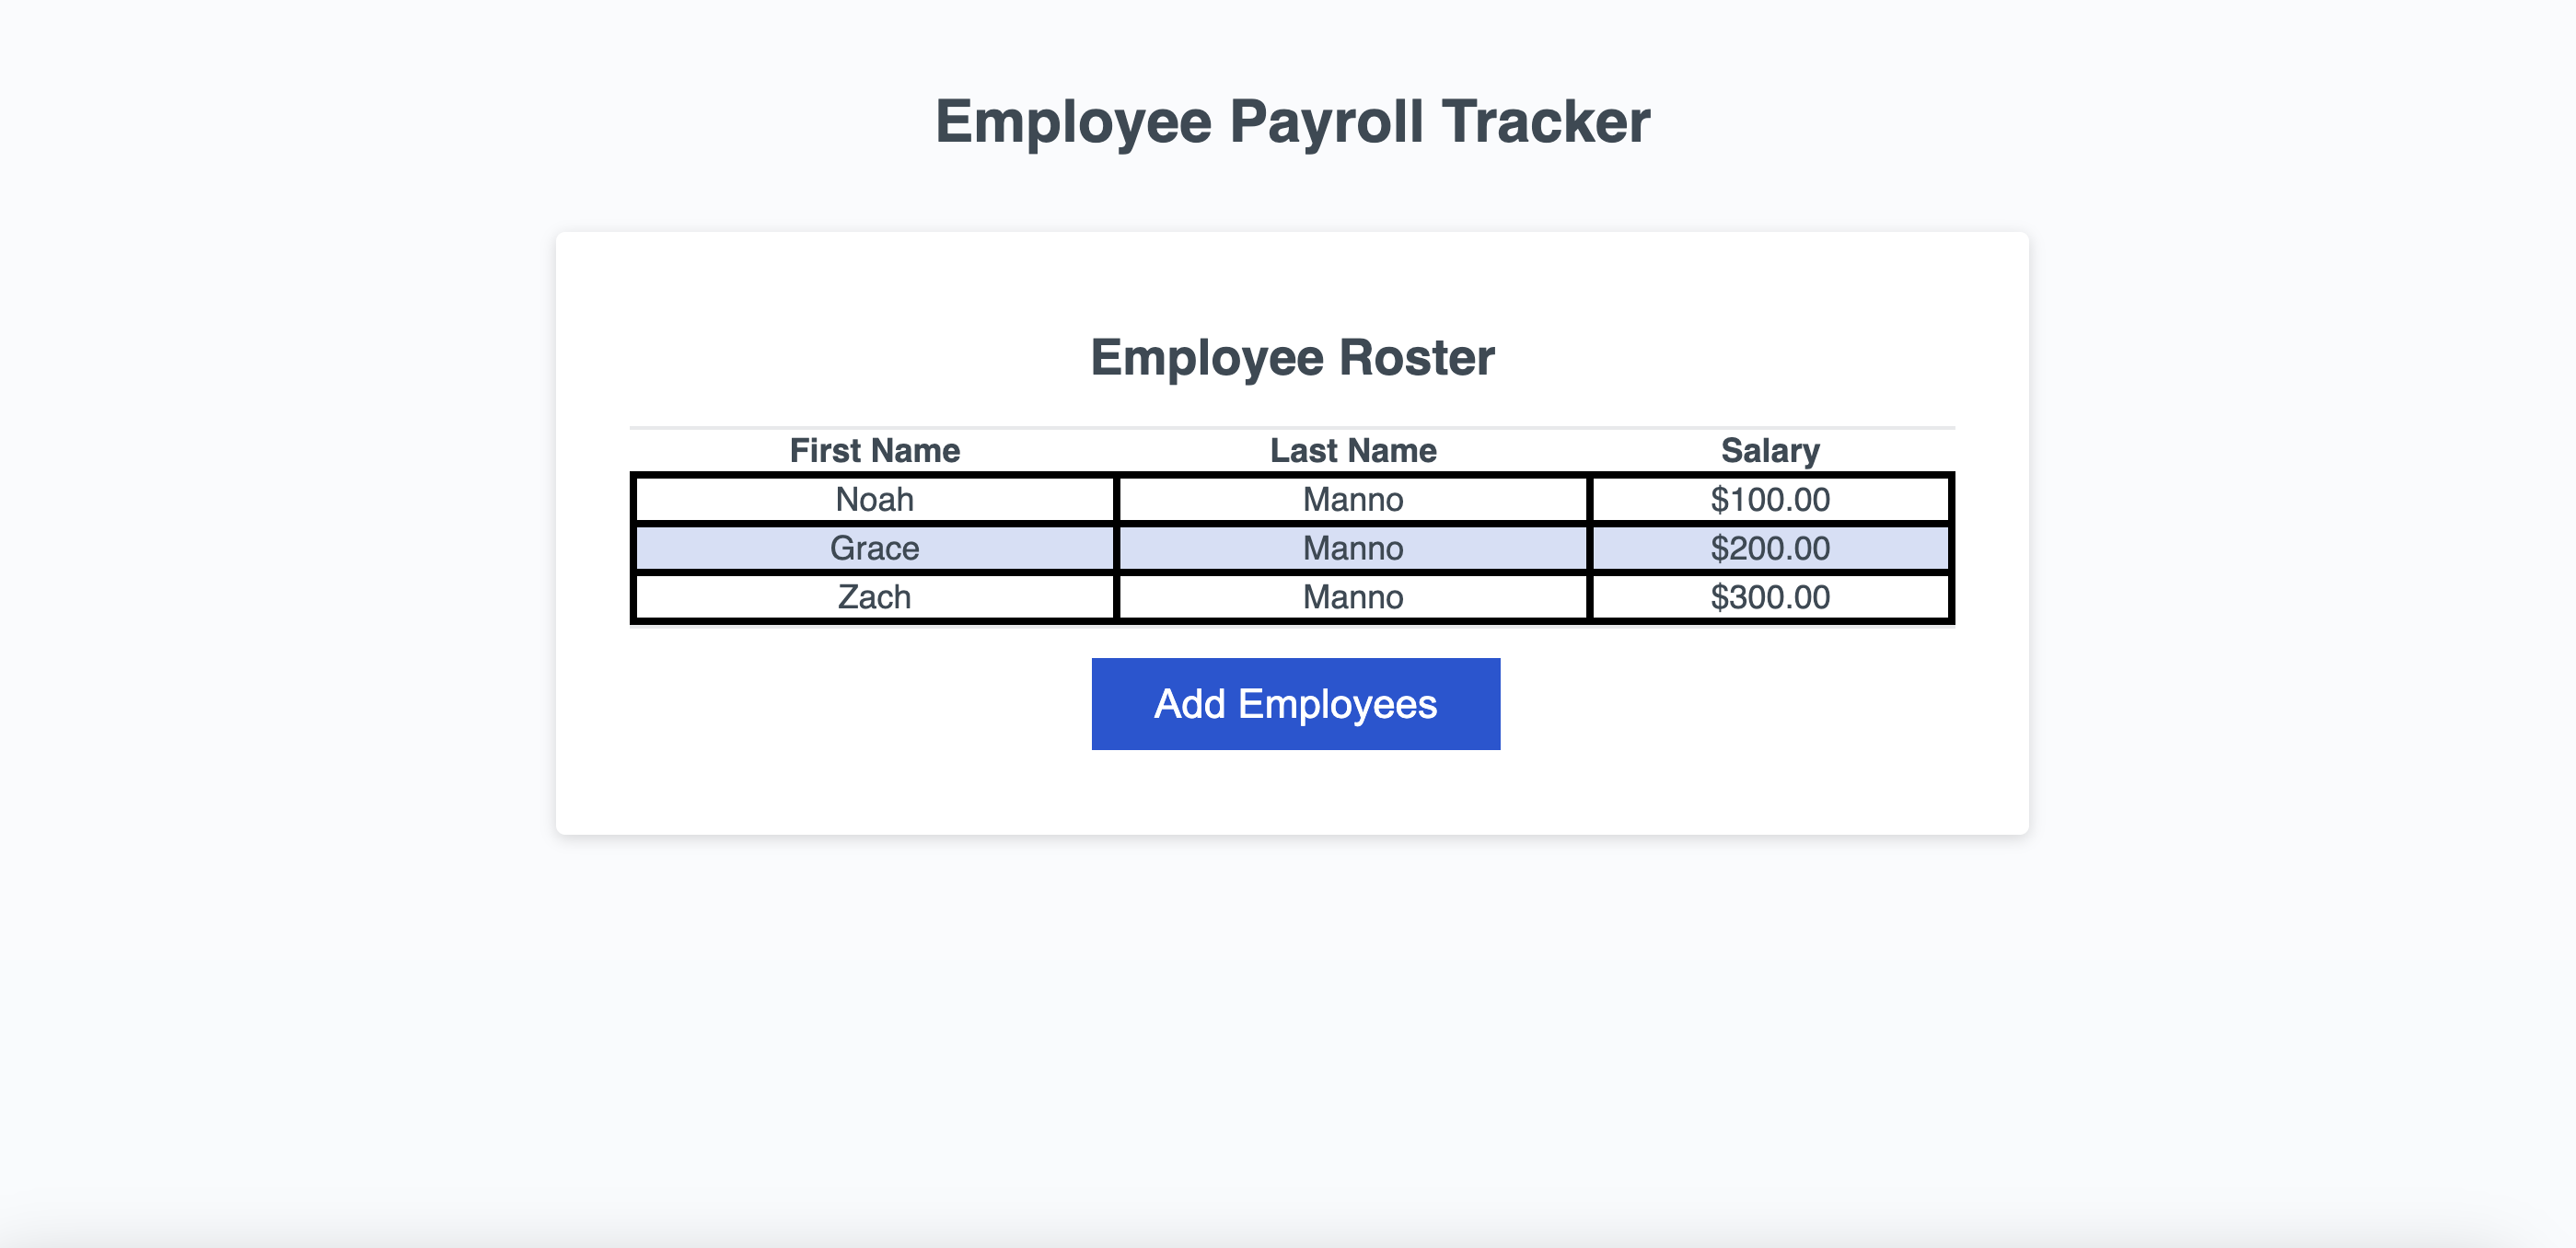 Employee Payroll Tracker
Employee Roster
First Name Last Name Salary
Noah Manno $100.00
Grace Manno $200.00
Zach Manno $300.00
Add Employees